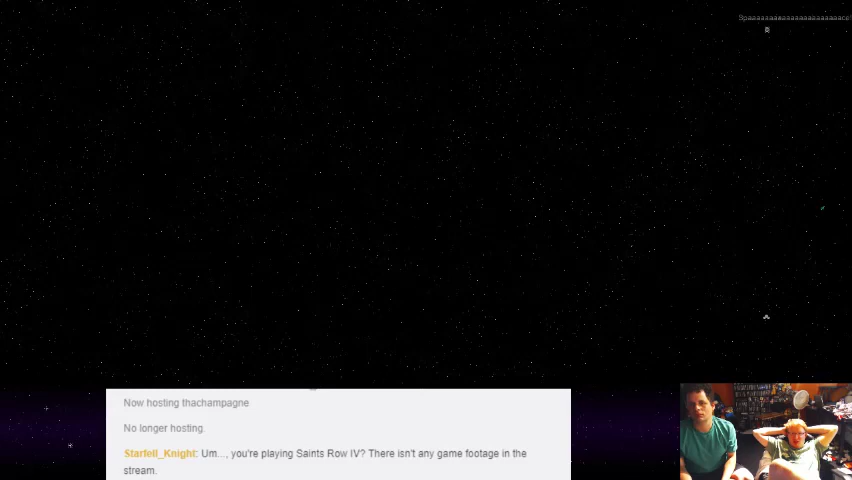 Now hosting thachampagne
No longer hosting.
Starfell_Knight: Um..., you're playing Saints Row IV? There isn't any game footage in the
stream.